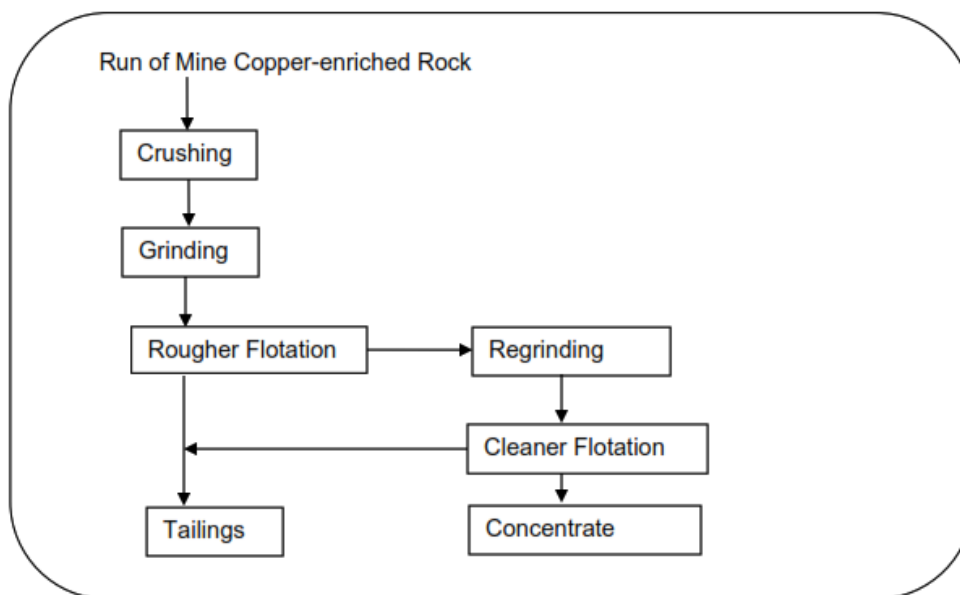 Run of Mine Copper-enriched Rock
Crushing
Grinding
Rougher Flotation
Regrinding
Cleaner Flotation
Tailings
Concentrate